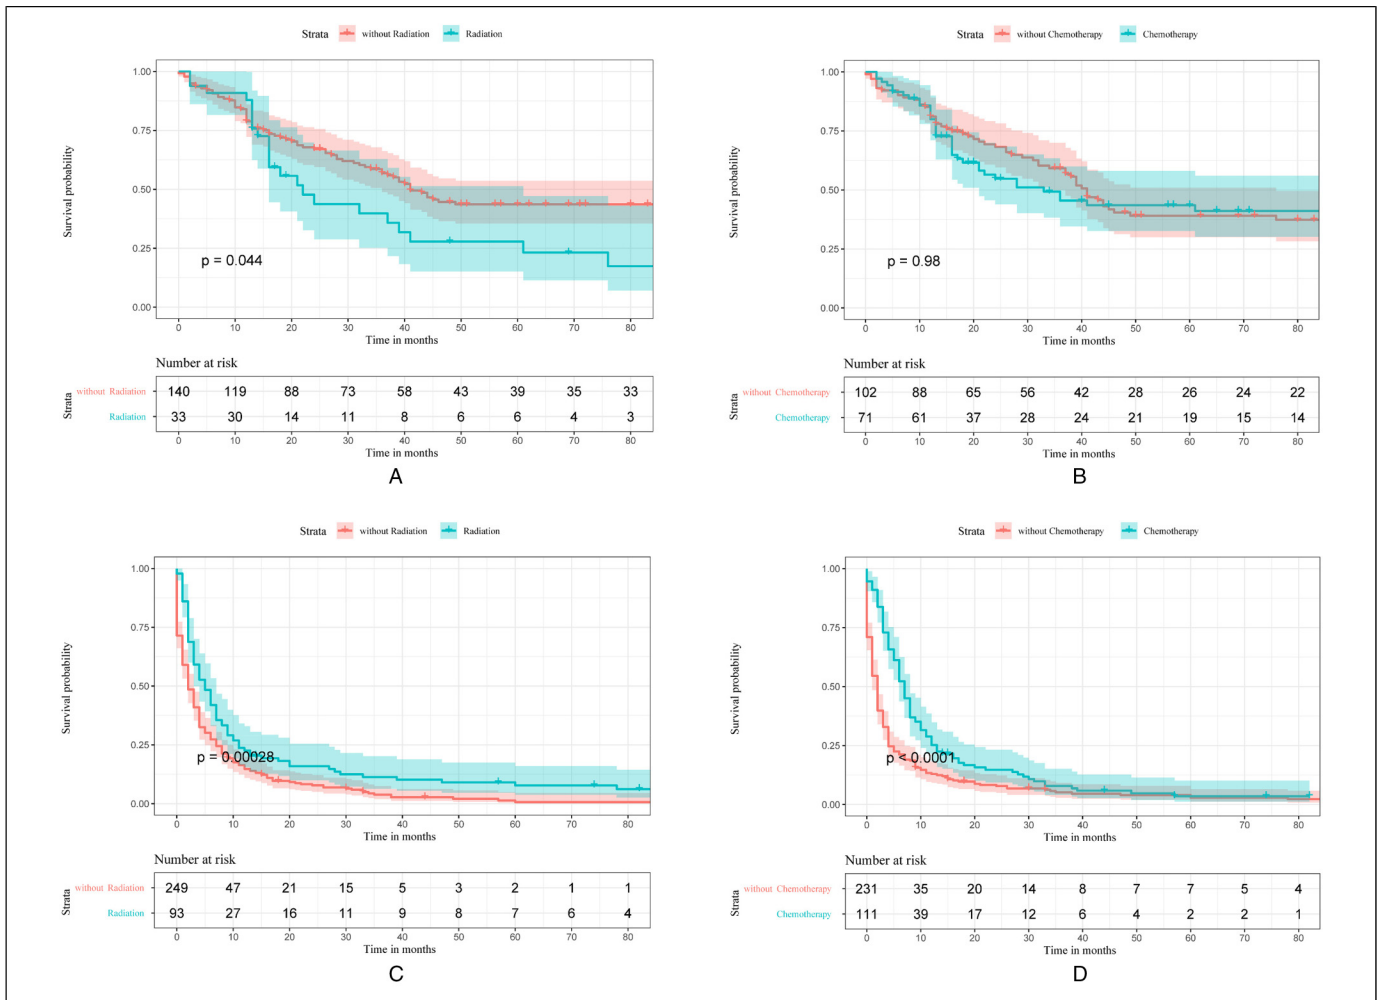 Strata without Radiation Radiation
1.00
0.75
0.50
0.25
0.00
Survival probability
p = 0.044
0 10 20 30 40 50 60 70 80
Time in months
Number at risk
Strata
without Radiation 140 119 88 73 58 43 39 35 33
Radiation 33 30 14 11 8 6 6 4 3
0 10 20 30 40 50 60 70 80
Time in months
A
Strata without Chemotherapy Chemotherapy
1.00
0.75
0.50
0.25
0.00
Survival probability
p = 0.98
0 10 20 30 40 50 60 70 80
Time in months
Number at risk
Strata
without Chemotherapy 102 88 65 56 42 28 26 24 22
Chemotherapy 71 61 37 28 24 21 19 15 14
0 10 20 30 40 50 60 70 80
Time in months
B
Strata without Radiation Radiation
1.00
0.75
0.50
0.25
0.00
Survival probability
p = 0.00028
0 10 20 30 40 50 60 70 80
Time in months
Number at risk
Strata
without Radiation 249 47 21 15 5 3 2 1 1
Radiation 93 27 16 11 9 8 7 6 4
0 10 20 30 40 50 60 70 80
Time in months
C
Strata without Chemotherapy Chemotherapy
1.00
0.75
0.50
0.25
0.00
Survival probability
p < 0.0001
0 10 20 30 40 50 60 70 80
Time in months
Number at risk
Strata
without Chemotherapy 231 35 20 14 8 7 7 5 4
Chemotherapy 111 39 17 12 6 4 2 2 1
0 10 20 30 40 50 60 70 80
Time in months
D